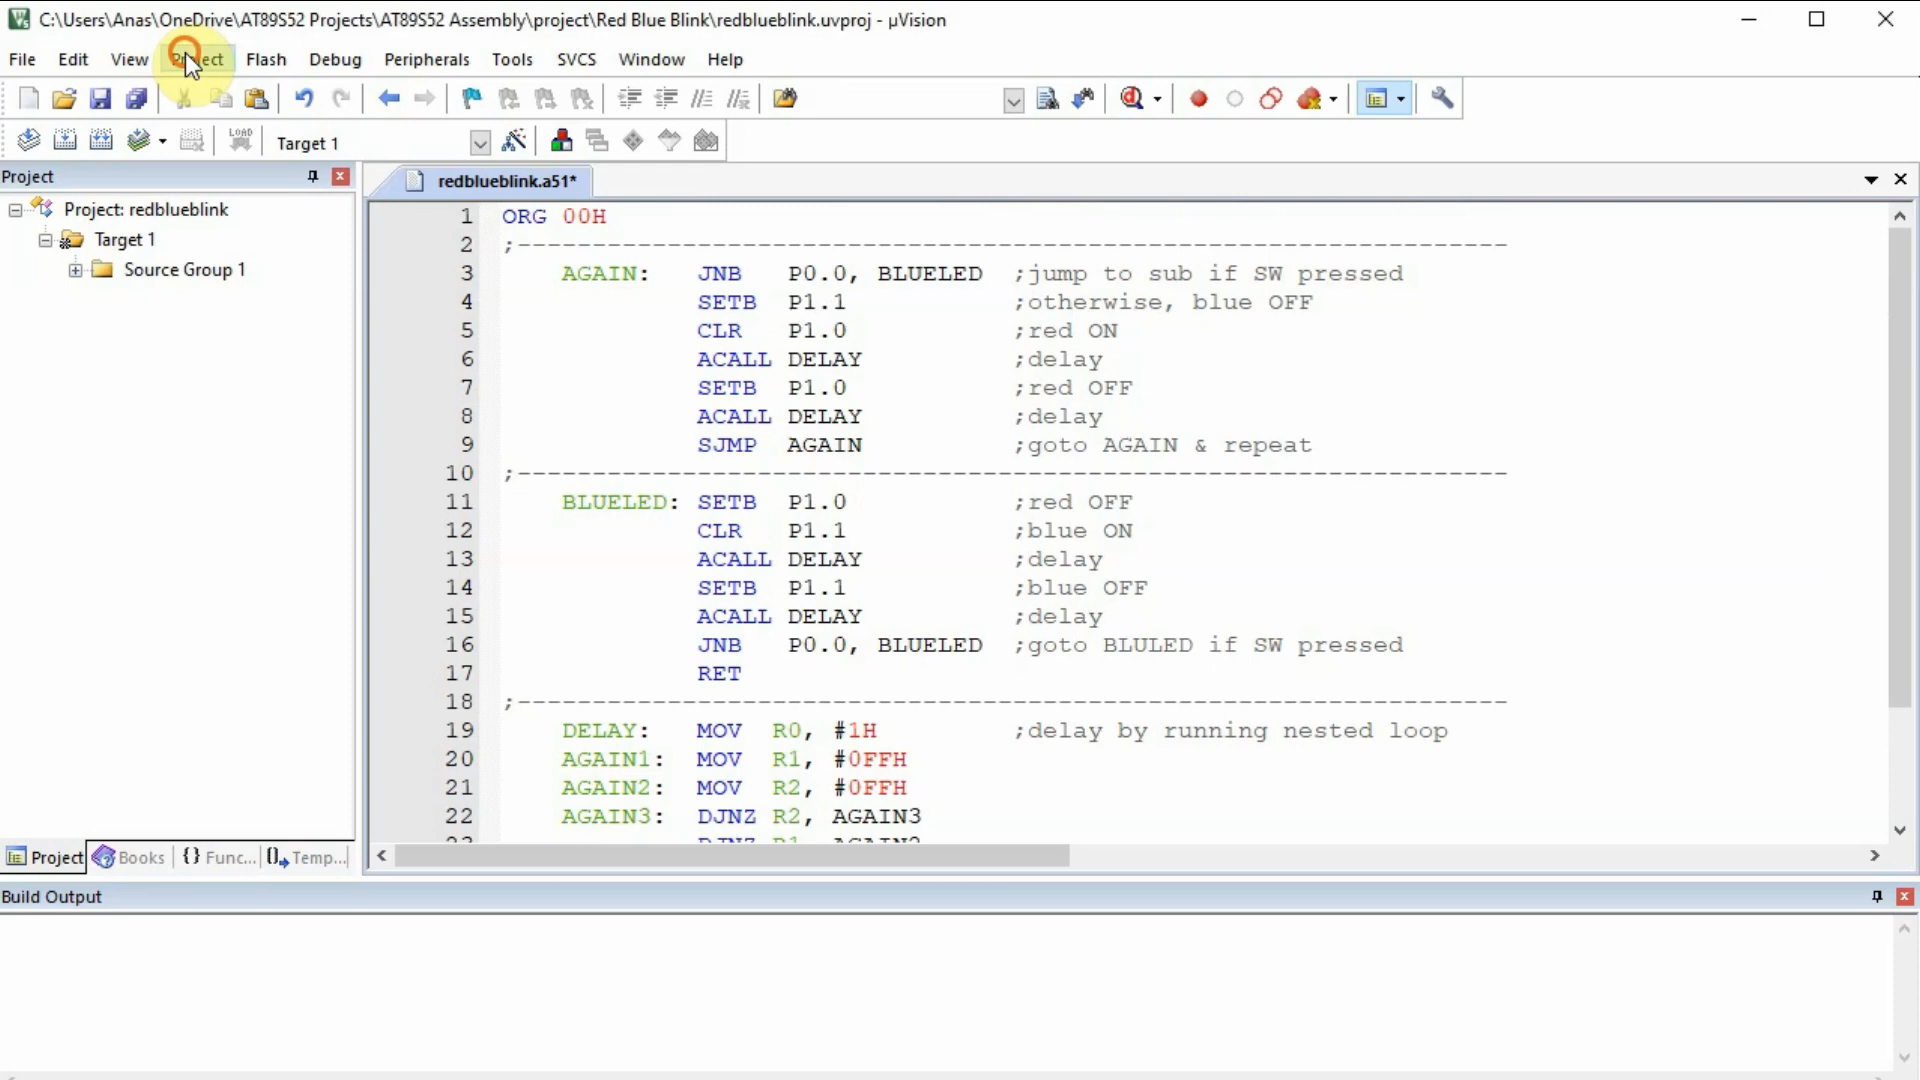 C:\Users\Anas\OneDrive\AT89S52 Projects\AT89S52 Assembly\project\Red Blue Blink\redblueblink.uvproj - µVision
File Edit View Project Flash Debug Peripherals Tools SVCS Window Help
LOAD Target 1
Project
redblueblink.a51*
Project: redblueblink
Target 1
Source Group 1
1 ORG 00H
2 ;------------------------------------------------------------------
3 AGAIN: JNB P0.0, BLUELED ;jump to sub if SW pressed
4 SETB P1.1 ;otherwise, blue OFF
5 CLR P1.0 ;red ON
6 ACALL DELAY ;delay
7 SETB P1.0 ;red OFF
8 ACALL DELAY ;delay
9 SJMP AGAIN ;goto AGAIN & repeat
10 ;------------------------------------------------------------------
11 BLUELED: SETB P1.0 ;red OFF
12 CLR P1.1 ;blue ON
13 ACALL DELAY ;delay
14 SETB P1.1 ;blue OFF
15 ACALL DELAY ;delay
16 JNB P0.0, BLUELED ;goto BLULED if SW pressed
17 RET
18 ;------------------------------------------------------------------
19 DELAY: MOV R0, #1H ;delay by running nested loop
20 AGAIN1: MOV R1, #0FFH
21 AGAIN2: MOV R2, #0FFH
22 AGAIN3: DJNZ R2, AGAIN3
Project Books {} Func... Temp...
Build Output